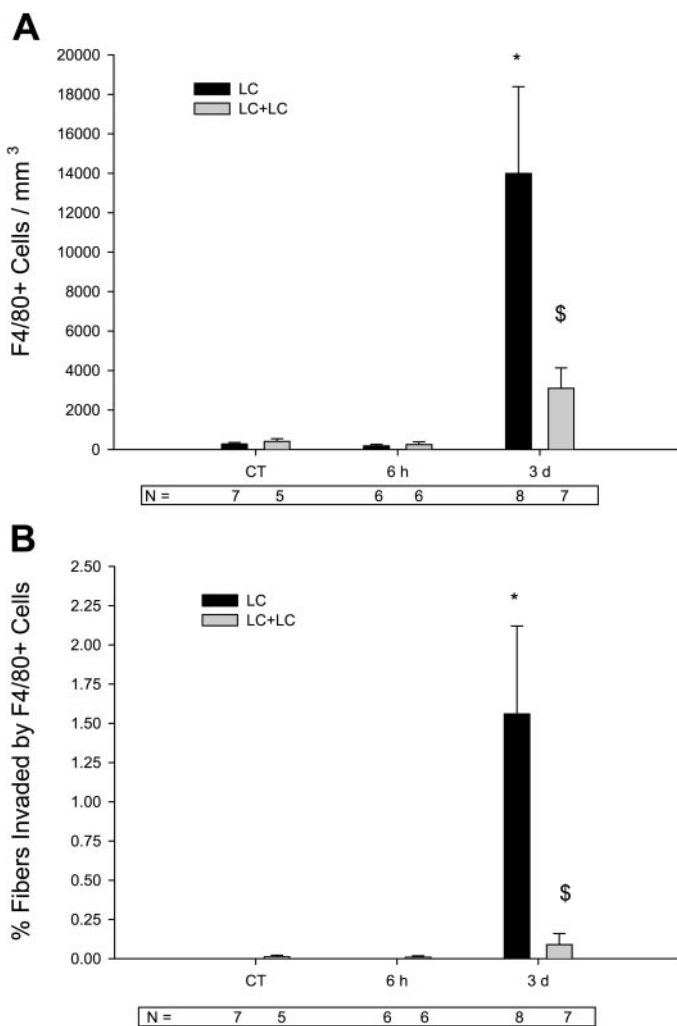 A
F4/80+ Cells / mm 3
20000
18000
16000
14000
12000
10000
8000
6000
4000
2000
0
LC
LC+LC
*
$
CT 6 h 3 d
N = 7 5 6 6 8 7
B
% Fibers Invaded by F4/80+ Cells
2.50
2.25
2.00
1.75
1.50
1.25
1.00
0.75
0.50
0.25
0.00
LC
LC+LC
*
$
CT 6 h 3 d
N = 7 5 6 6 8 7